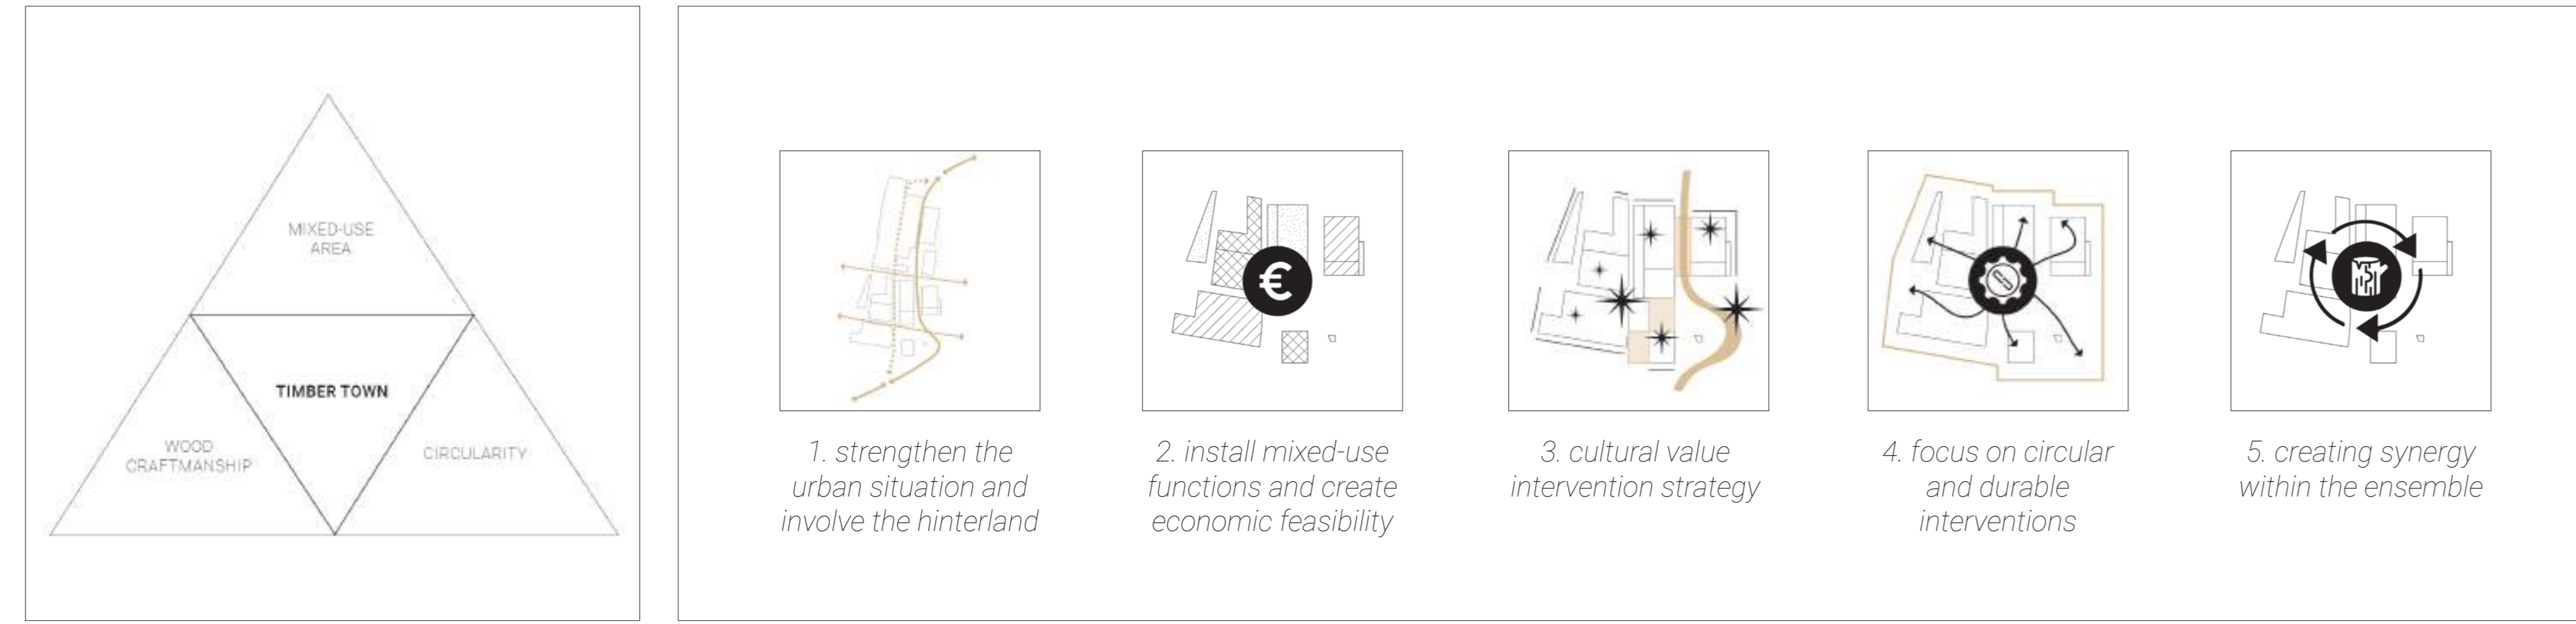 MIXED-USE
AREA
TIMBER TOWN
WOOD
CRAFTMANSHIP
CIRCULARITY
€
1. strengthen the
urban situation and
involve the hinterland
2. install mixed-use
functions and create
economic feasibility
3. cultural value
intervention strategy
4. focus on circular
and durable
interventions
5. creating synergy
within the ensemble